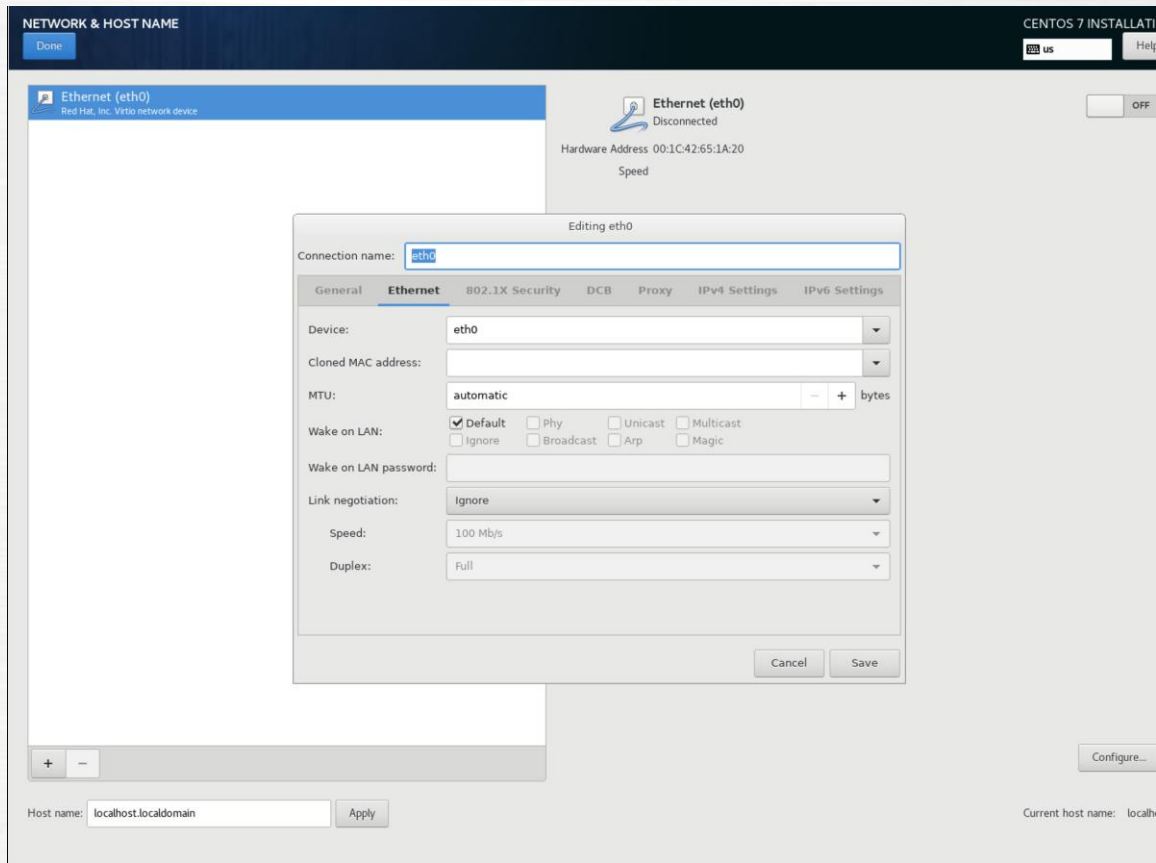 NETWORK & HOST NAME
Done
CENTOS 7 INSTALLATI
us
Help
Ethernet (eth0)
Red Hat, Inc. Virtio network device
Ethernet (eth0)
Disconnected
OFF
Hardware Address 00:1C:42:65:1A:20
Speed
Editing eth0
Connection name: eth0
General Ethernet 802.1X Security DCB Proxy IPv4 Settings IPv6 Settings
Device: eth0
Cloned MAC address:
MTU: automatic − + bytes
Wake on LAN: Default Phy Unicast Multicast
Ignore Broadcast Arp Magic
Wake on LAN password:
Link negotiation: Ignore
Speed: 100 Mb/s
Duplex: Full
Cancel Save
+ −
Configure...
Host name: localhost.localdomain Apply
Current host name: localh